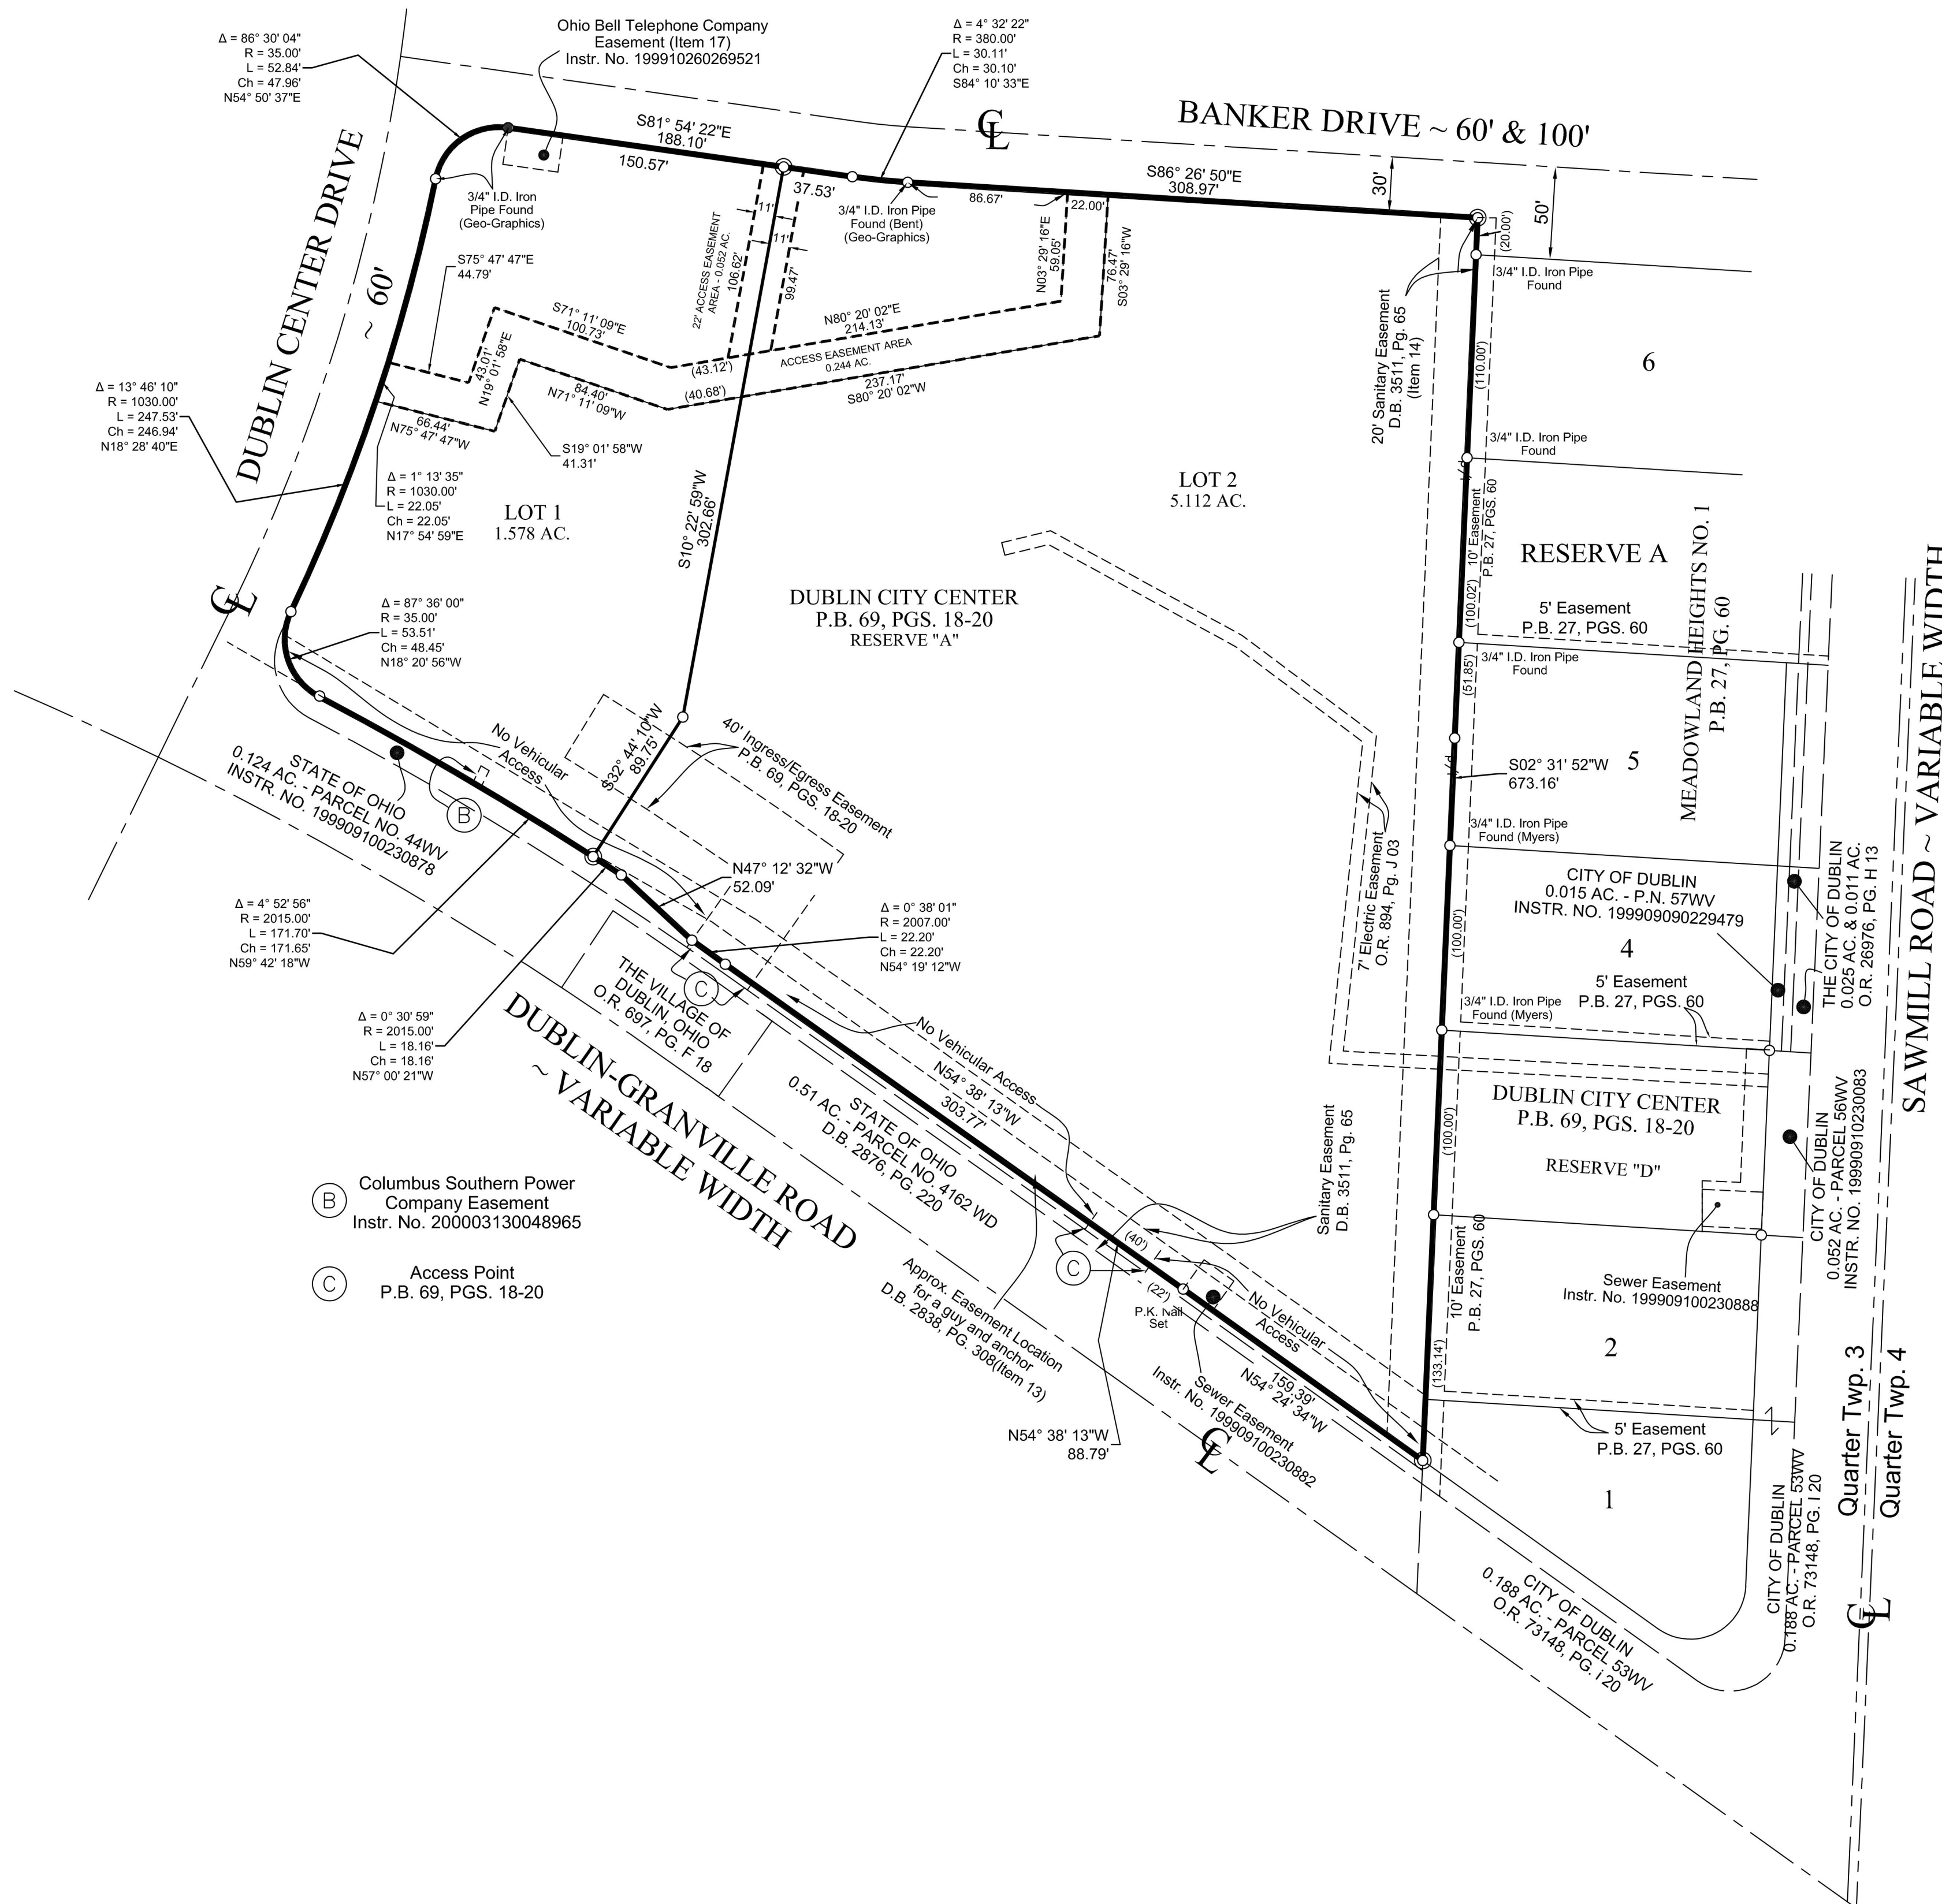 Δ = 86° 30' 04"
R = 35.00'
L = 52.84'
Ch = 47.96'
N54° 50' 37"E
Ohio Bell Telephone Company
Easement (Item 17)
Instr. No. 199910260269521
Δ = 4° 32' 22"
R = 380.00'
L = 30.11'
Ch = 30.10'
S84° 10' 33"E
BANKER DRIVE ~ 60' & 100'
CL
S81° 54' 22"E
188.10'
150.57'
37.53'
S86° 26' 50"E
308.97'
30'
50'
86.67'
22.00'
(20.00')
3/4" I.D. Iron
Pipe Found
(Geo-Graphics)
3/4" I.D. Iron Pipe
Found (Bent)
(Geo-Graphics)
11'
11'
22' ACCESS EASEMENT
AREA - 0.052 AC.
106.62'
99.47'
N03° 29' 16"E
59.05'
76.47'
S03° 29' 16"W
3/4" I.D. Iron Pipe
Found
DUBLIN CENTER DRIVE
~ 60'
S75° 47' 47"E
44.79'
S71° 11' 09"E
100.73'
43.01'
N19° 01' 58"E
N80° 20' 02"E
214.13'
ACCESS EASEMENT AREA
0.244 AC.
(43.12')
(40.68')
237.17'
S80° 20' 02"W
84.40'
N71° 11' 09"W
66.44'
N75° 47' 47"W
S19° 01' 58"W
41.31'
20' Sanitary Easement
D.B. 3511, Pg. 65
(Item 14)
(110.00')
6
Δ = 13° 46' 10"
R = 1030.00'
L = 247.53'
Ch = 246.94'
N18° 28' 40"E
Δ = 1° 13' 35"
R = 1030.00'
L = 22.05'
Ch = 22.05'
N17° 54' 59"E
LOT 1
1.578 AC.
S10° 22' 59"W
302.66'
LOT 2
5.112 AC.
3/4" I.D. Iron Pipe
Found
10' Easement
P.B. 27, PGS. 60
(100.02')
RESERVE A
MEADOWLAND HEIGHTS NO. 1
P.B. 27, PG. 60
5' Easement
P.B. 27, PGS. 60
SAWMILL ROAD ~ VARIABLE WIDTH
CL
Δ = 87° 36' 00"
R = 35.00'
L = 53.51'
Ch = 48.45'
N18° 20' 56"W
DUBLIN CITY CENTER
P.B. 69, PGS. 18-20
RESERVE "A"
3/4" I.D. Iron Pipe
Found
(51.85')
5
S02° 31' 52"W
673.16'
No Vehicular
Access
S32° 44' 10"W
89.75'
40' Ingress/Egress Easement
P.B. 69, PGS. 18-20
STATE OF OHIO
0.124 AC. - PARCEL NO. 44WV
INSTR. NO. 199909100230878
B
3/4" I.D. Iron Pipe
Found (Myers)
7' Electric Easement
O.R. 894, Pg. J 03
N47° 12' 32"W
52.09'
CITY OF DUBLIN
0.015 AC. - P.N. 57WV
INSTR. NO. 199909090229479
THE CITY OF DUBLIN
0.025 AC. & 0.011 AC.
O.R. 26976, PG. H 13
Δ = 4° 52' 56"
R = 2015.00'
L = 171.70'
Ch = 171.65'
N59° 42' 18"W
Δ = 0° 38' 01"
R = 2007.00'
L = 22.20'
Ch = 22.20'
N54° 19' 12"W
(100.00')
4
5' Easement
P.B. 27, PGS. 60
3/4" I.D. Iron Pipe
Found (Myers)
C
THE VILLAGE OF
DUBLIN, OHIO
O.R. 697, PG. F 18
Δ = 0° 30' 59"
R = 2015.00'
L = 18.16'
Ch = 18.16'
N57° 00' 21"W
DUBLIN-GRANVILLE ROAD
~ VARIABLE WIDTH
No Vehicular Access
N54° 38' 13"W
303.77'
STATE OF OHIO
0.51 AC. - PARCEL NO. 4162 WD
D.B. 2876, PG. 220
Sanitary Easement
D.B. 3511, Pg. 65
(100.00')
DUBLIN CITY CENTER
P.B. 69, PGS. 18-20
RESERVE "D"
CITY OF DUBLIN
0.052 AC. - PARCEL 56WV
INSTR. NO. 199909102300​83
B
Columbus Southern Power
Company Easement
Instr. No. 200003130048965
C
Access Point
P.B. 69, PGS. 18-20
(40')
C
(22')
P.K. Nail
Set
Approx. Easement Location
for a guy and anchor
D.B. 2838, PG. 308(Item 13)
No Vehicular
Access
159.39'
N54° 24' 34"W
Sewer Easement
Instr. No. 199909100230882
N54° 38' 13"W
88.79'
CL
10' Easement
P.B. 27, PGS. 60
(133.14')
Sewer Easement
Instr. No. 199909100230888
2
5' Easement
P.B. 27, PGS. 60
1
Quarter Twp. 3
Quarter Twp. 4
CITY OF DUBLIN
0.188 AC. - PARCEL 53WV
O.R. 73148, PG. I 20
CITY OF DUBLIN
0.188 AC. - PARCEL 53WV
O.R. 73148, PG. i 20
CL